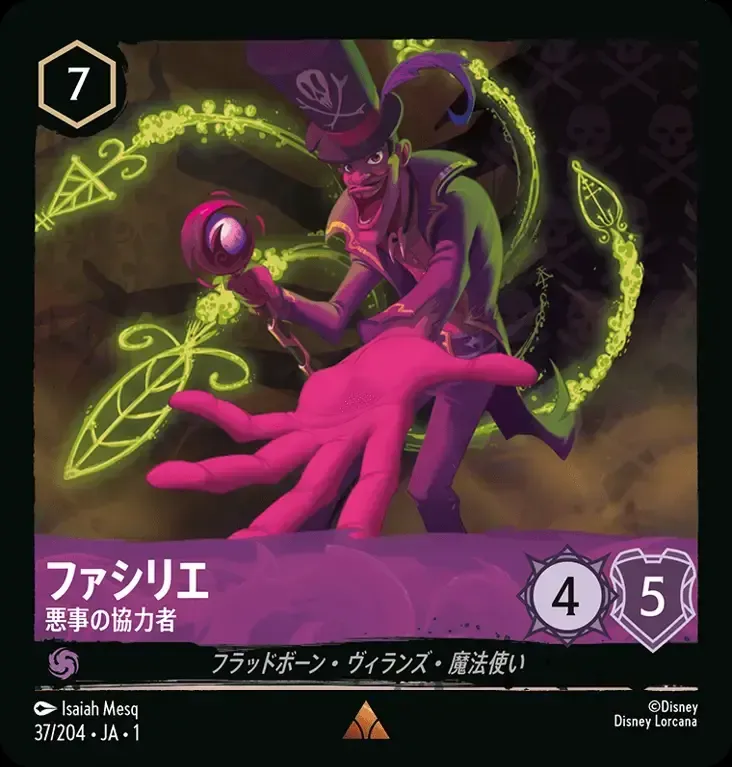 7
ファシリエ
悪事の協力者
4
5
フラッドボーン・ヴィランズ・魔法使い
Isaiah Mesq
37/204・JA・1
©Disney
Disney Lorcana